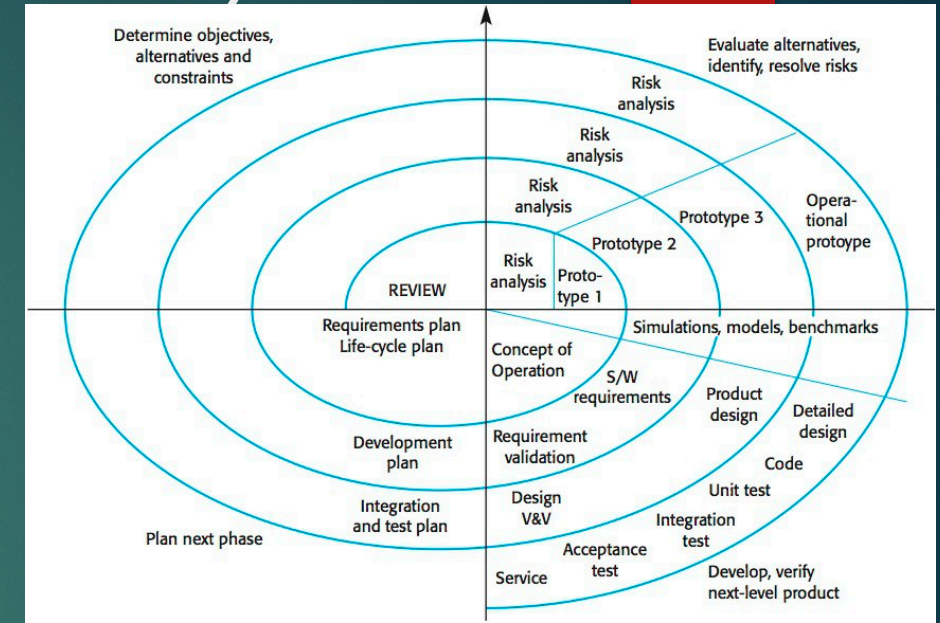 Determine objectives,
alternatives and
constraints
Evaluate alternatives,
identify, resolve risks
Risk
analysis
Risk
analysis
Risk
analysis
Risk
analysis
Proto-
type 1
Prototype 2
Prototype 3
Opera-
tional
protoype
REVIEW
Requirements plan
Life-cycle plan
Simulations, models, benchmarks
Concept of
Operation
S/W
requirements
Product
design
Detailed
design
Development
plan
Requirement
validation
Code
Unit test
Integration
and test plan
Design
V&V
Integration
test
Plan next phase
Acceptance
test
Service
Develop, verify
next-level product